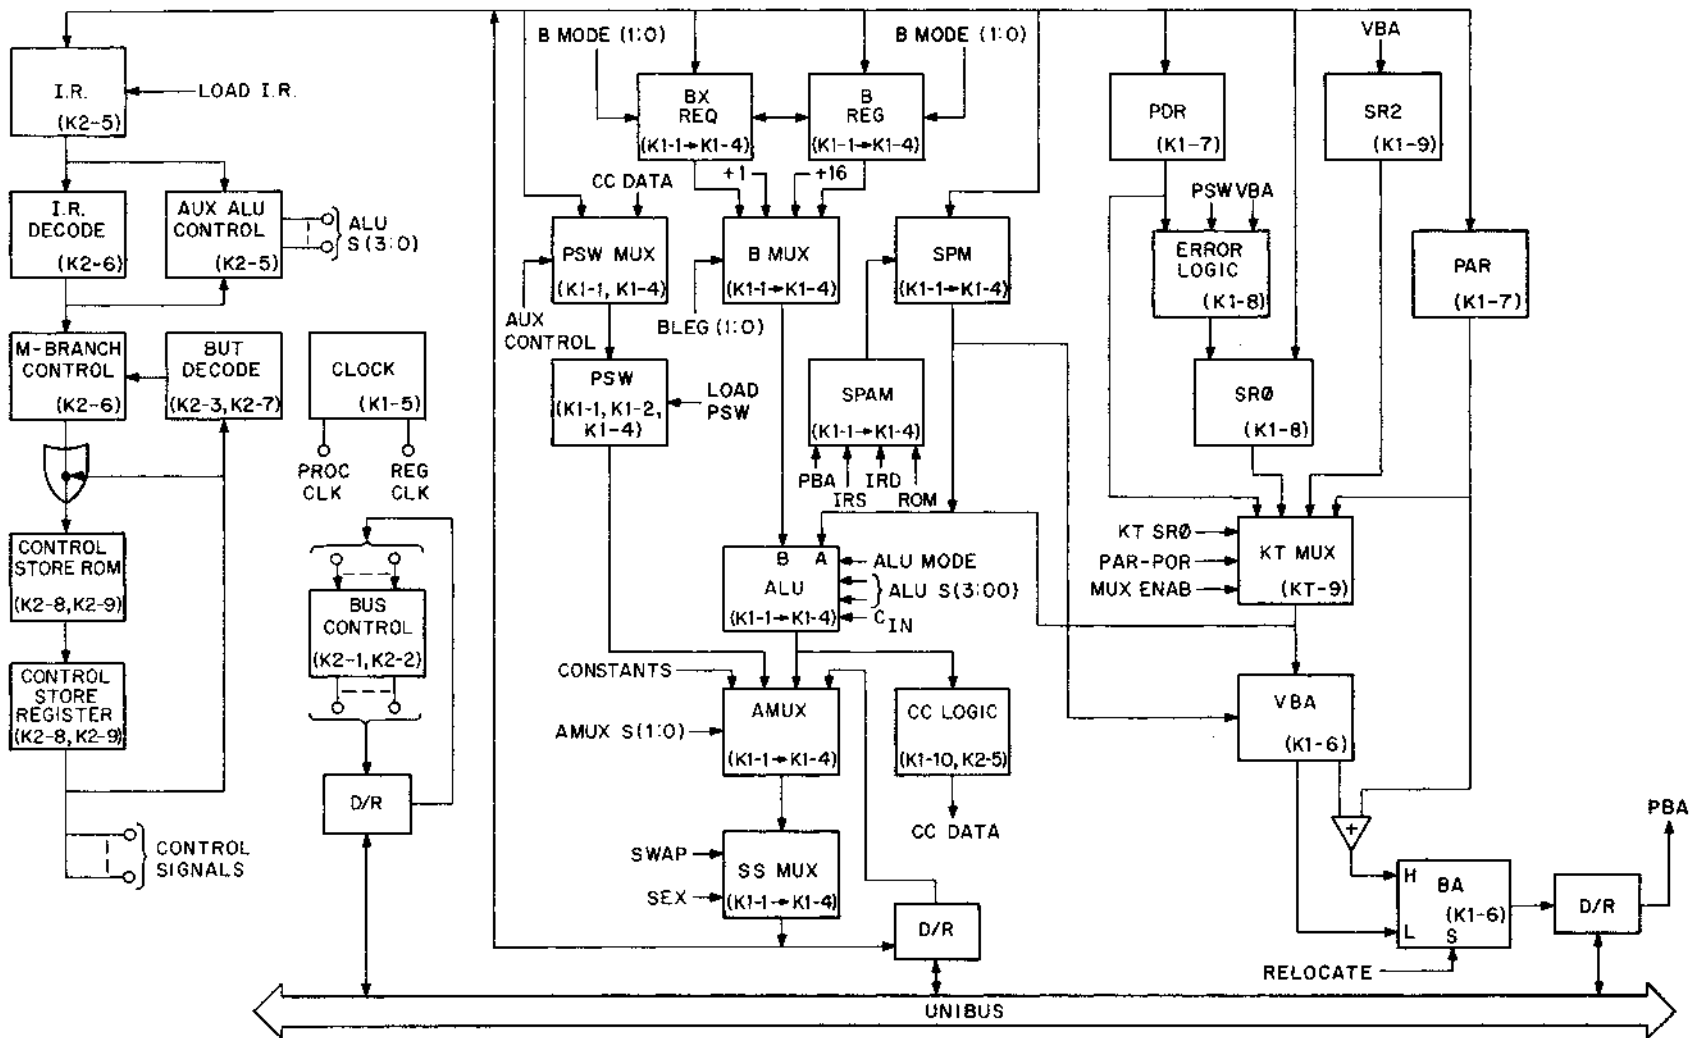 B MODE (1:0)
B MODE (1:0)
VBA
I.R.
(K2-5)
LOAD I.R.
BX
REQ
(K1-1→K1-4)
B
REG
(K1-1→K1-4)
PDR
(K1-7)
SR2
(K1-9)
+1
+16
CC DATA
PSW
VBA
I.R.
DECODE
(K2-6)
AUX ALU
CONTROL
(K2-5)
ALU
S(3:0)
PSW MUX
(K1-1, K1-4)
B MUX
(K1-1→K1-4)
SPM
(K1-1→K1-4)
ERROR
LOGIC
(K1-8)
PAR
(K1-7)
AUX
CONTROL
BLEG (1:0)
M-BRANCH
CONTROL
(K2-6)
BUT
DECODE
(K2-3, K2-7)
CLOCK
(K1-5)
PSW
(K1-1, K1-2,
K1-4)
LOAD
PSW
SPAM
(K1-1→K1-4)
SRØ
(K1-8)
PROC
CLK
REG
CLK
PBA
IRS
IRD
ROM
CONTROL
STORE ROM
(K2-8, K2-9)
KT SRØ
PAR-POR
MUX ENAB
KT MUX
(KT-9)
B
A
ALU
(K1-1→K1-4)
ALU MODE
ALU S(3:00)
CIN
BUS
CONTROL
(K2-1, K2-2)
CONTROL
STORE
REGISTER
(K2-8, K2-9)
CONSTANTS
AMUX S(1:0)
AMUX
(K1-1→K1-4)
CC LOGIC
(K1-10, K2-5)
VBA
(K1-6)
D/R
CC DATA
+
PBA
CONTROL
SIGNALS
SWAP
SEX
SS MUX
(K1-1→K1-4)
D/R
H
BA
(K1-6)
L
S
D/R
RELOCATE
UNIBUS